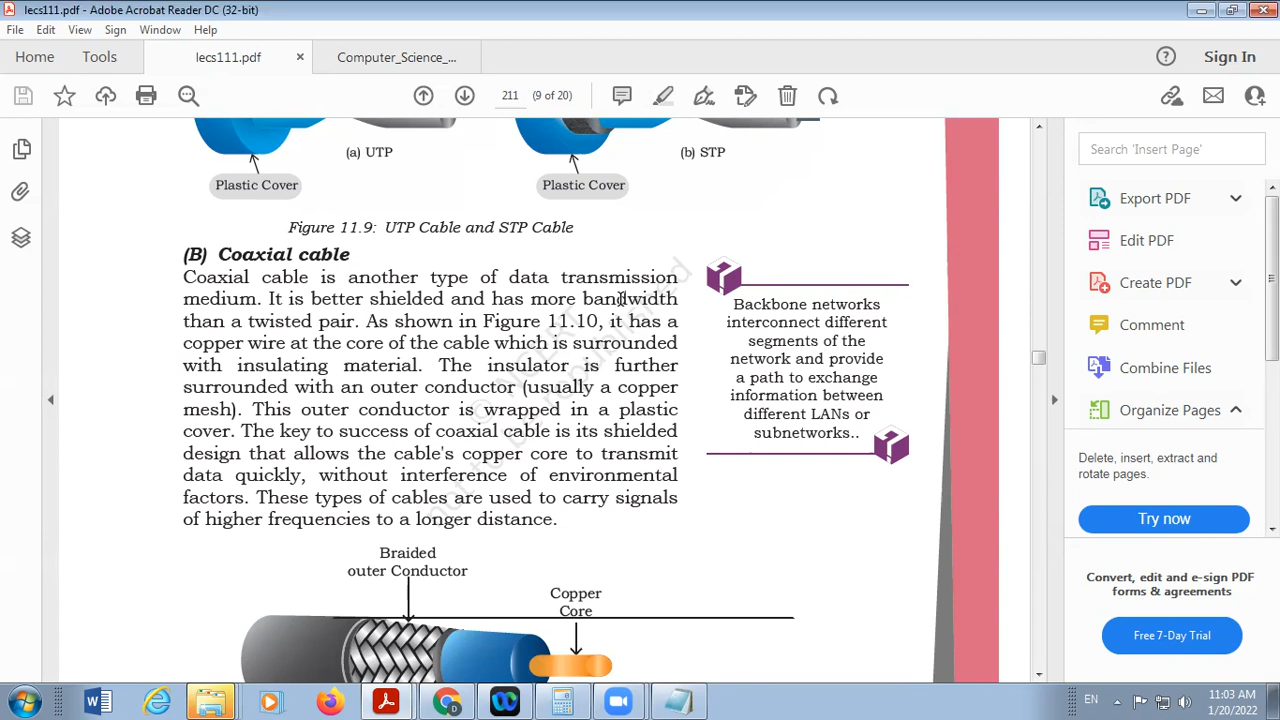 lecs111.pdf - Adobe Acrobat Reader DC (32-bit)
File Edit View Sign Window Help
Home Tools lecs111.pdf × Computer_Science_...
? Sign In
211 (9 of 20)
(a) UTP
(b) STP
Plastic Cover
Plastic Cover
Figure 11.9: UTP Cable and STP Cable
(B) Coaxial cable
Coaxial cable is another type of data transmission
medium. It is better shielded and has more bandwidth
than a twisted pair. As shown in Figure 11.10, it has a
copper wire at the core of the cable which is surrounded
with insulating material. The insulator is further
surrounded with an outer conductor (usually a copper
mesh). This outer conductor is wrapped in a plastic
cover. The key to success of coaxial cable is its shielded
design that allows the cable's copper core to transmit
data quickly, without interference of environmental
factors. These types of cables are used to carry signals
of higher frequencies to a longer distance.
© NCERT
not to be republished
Backbone networks
interconnect different
segments of the
network and provide
a path to exchange
information between
different LANs or
subnetworks..
Braided
outer Conductor
Copper
Core
Search 'Insert Page'
Export PDF
Edit PDF
Create PDF
Comment
Combine Files
Organize Pages
Delete, insert, extract and
rotate pages.
Try now
Convert, edit and e-sign PDF
forms & agreements
Free 7-Day Trial
EN
11:03 AM
1/20/2022